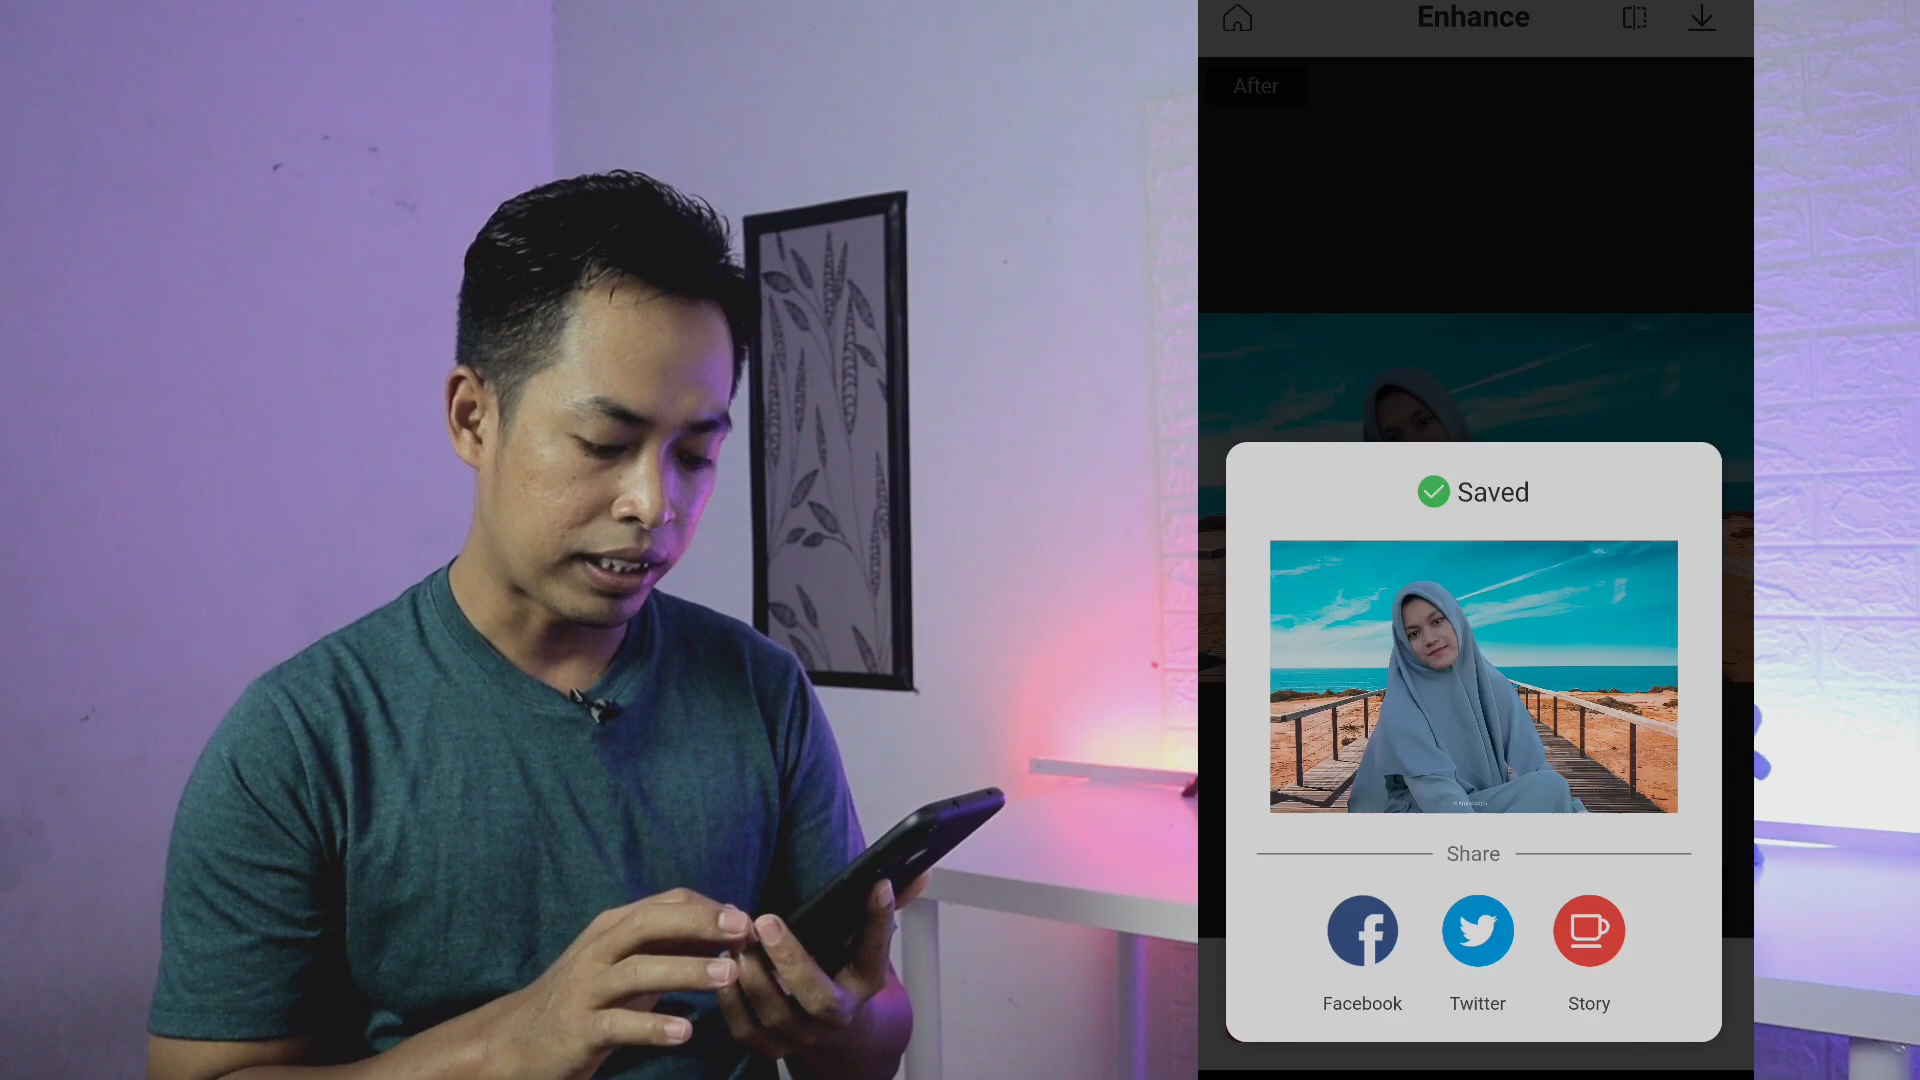 Enhance
After
Saved
Share
Facebook
Twitter
Story